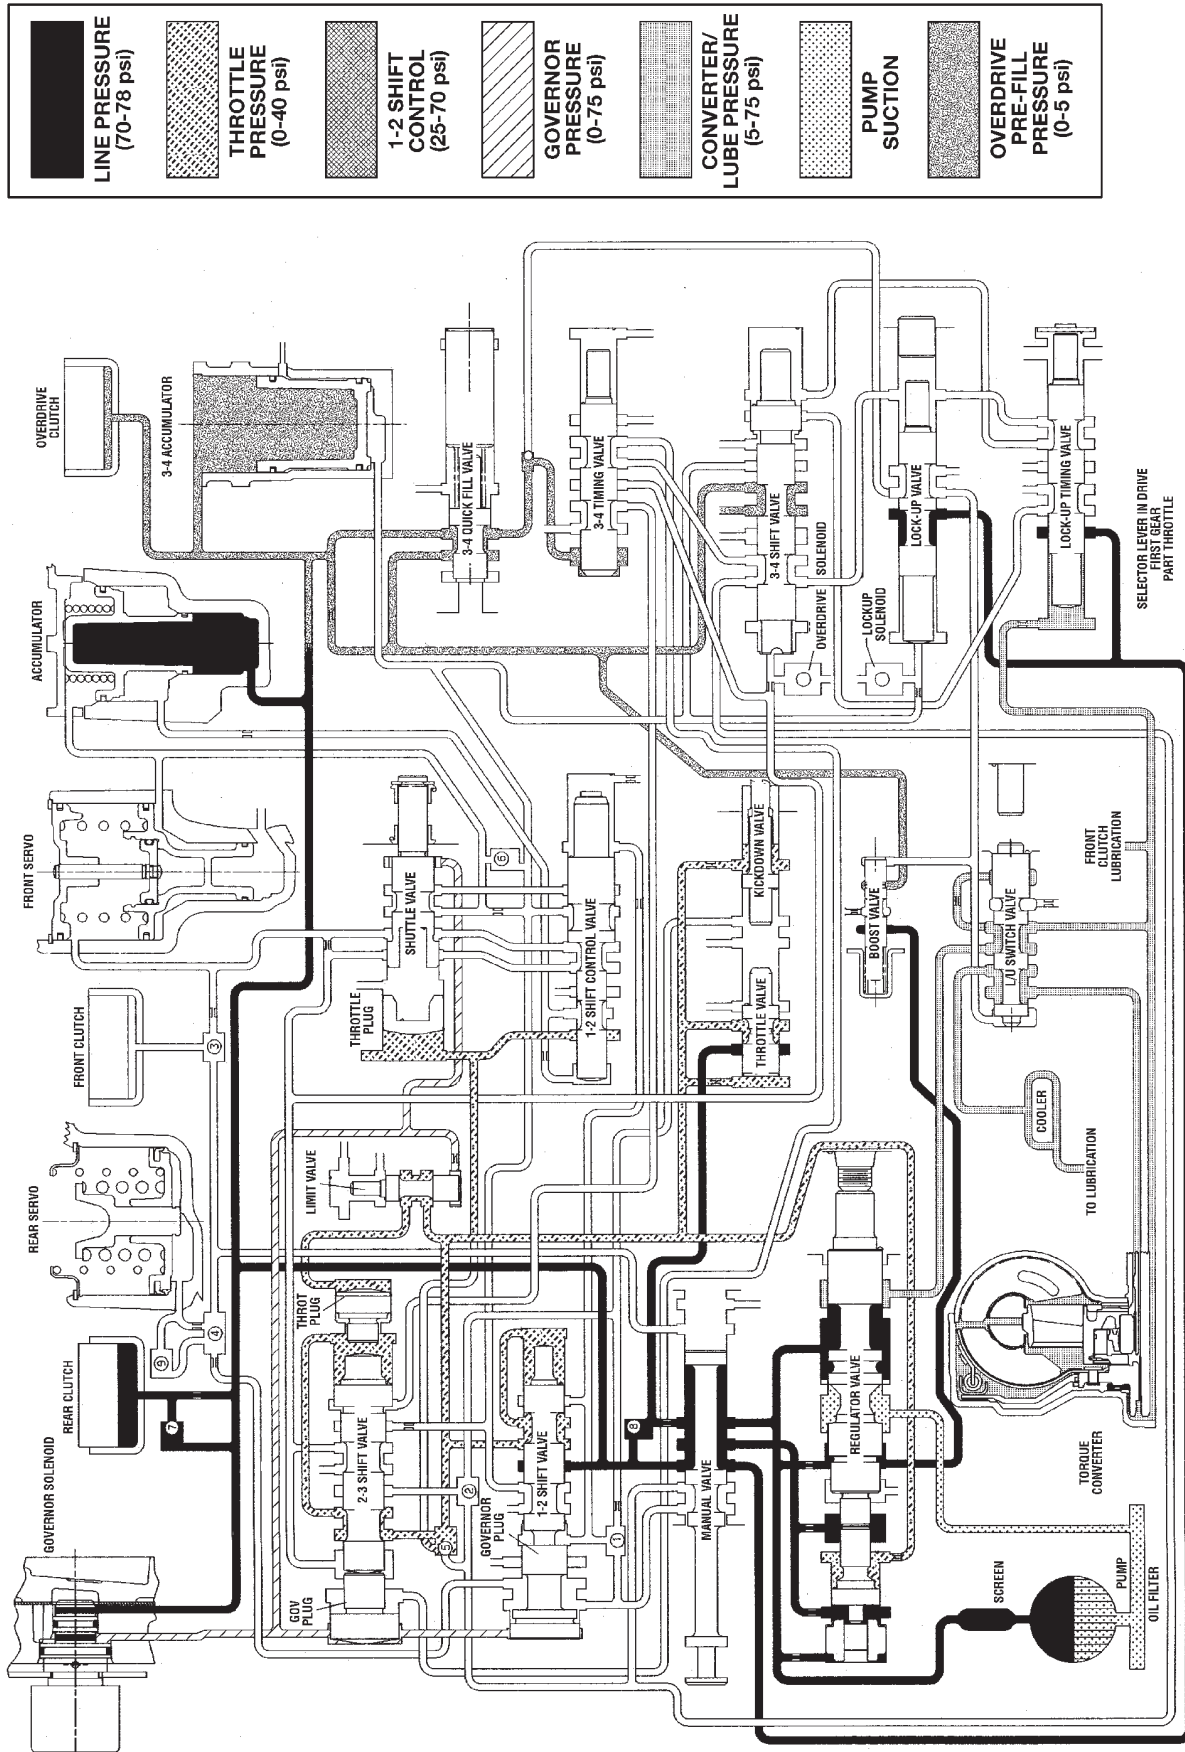 LINE PRESSURE
(70-78 psi)
THROTTLE
PRESSURE
(0-40 psi)
1-2 SHIFT
CONTROL
(25-70 psi)
GOVERNOR
PRESSURE
(0-75 psi)
CONVERTER/
LUBE PRESSURE
(5-75 psi)
PUMP
SUCTION
OVERDRIVE
PRE-FILL
PRESSURE
(0-5 psi)
GOVERNOR SOLENOID
REAR CLUTCH
REAR SERVO
FRONT CLUTCH
FRONT SERVO
ACCUMULATOR
OVERDRIVE
CLUTCH
3-4 ACCUMULATOR
7
9
4
3
GOV
PLUG
2-3 SHIFT VALVE
THROT
PLUG
LIMIT VALVE
THROTTLE
PLUG
SHUTTLE VALVE
3-4 QUICK FILL VALVE
5
2
6
GOVERNOR
PLUG
1-2 SHIFT VALVE
1-2 SHIFT CONTROL VALVE
3-4 TIMING VALVE
1
8
MANUAL VALVE
THROTTLE VALVE
KICKDOWN VALVE
3-4 SHIFT VALVE
OVERDRIVE SOLENOID
LOCKUP
SOLENOID
REGULATOR VALVE
BOOST VALVE
LOCK-UP VALVE
SCREEN
L/U SWITCH VALVE
COOLER
LOCK-UP TIMING VALVE
TORQUE
CONVERTER
TO LUBRICATION
FRONT
CLUTCH
LUBRICATION
PUMP
OIL FILTER
SELECTOR LEVER IN DRIVE
FIRST GEAR
PART THROTTLE